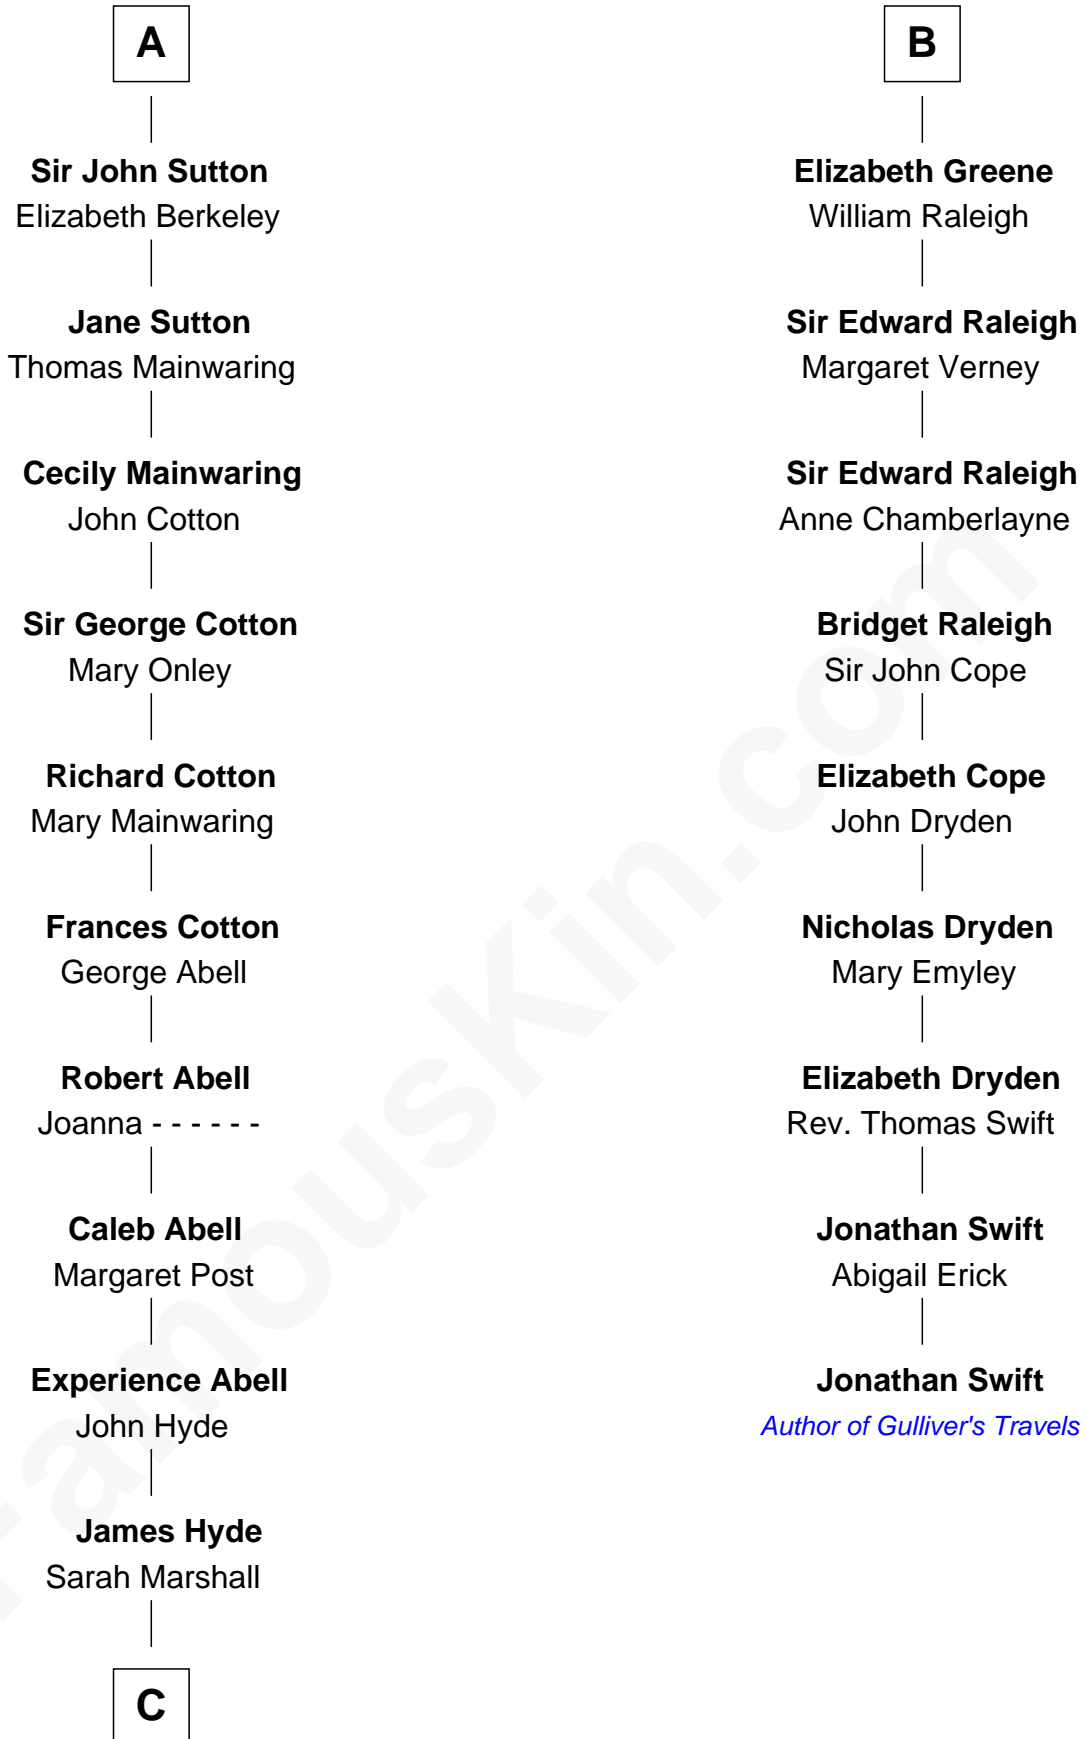 A
Sir John Sutton
Elizabeth Berkeley
Jane Sutton
Thomas Mainwaring
Cecily Mainwaring
John Cotton
Sir George Cotton
Mary Onley
Richard Cotton
Mary Mainwaring
Frances Cotton
George Abell
Robert Abell
Joanna - - - - - -
Caleb Abell
Margaret Post
Experience Abell
John Hyde
James Hyde
Sarah Marshall
C
B
Elizabeth Greene
William Raleigh
Sir Edward Raleigh
Margaret Verney
Sir Edward Raleigh
Anne Chamberlayne
Bridget Raleigh
Sir John Cope
Elizabeth Cope
John Dryden
Nicholas Dryden
Mary Emyley
Elizabeth Dryden
Rev. Thomas Swift
Jonathan Swift
Abigail Erick
Jonathan Swift
Author of Gulliver's Travels
FamousKin.com